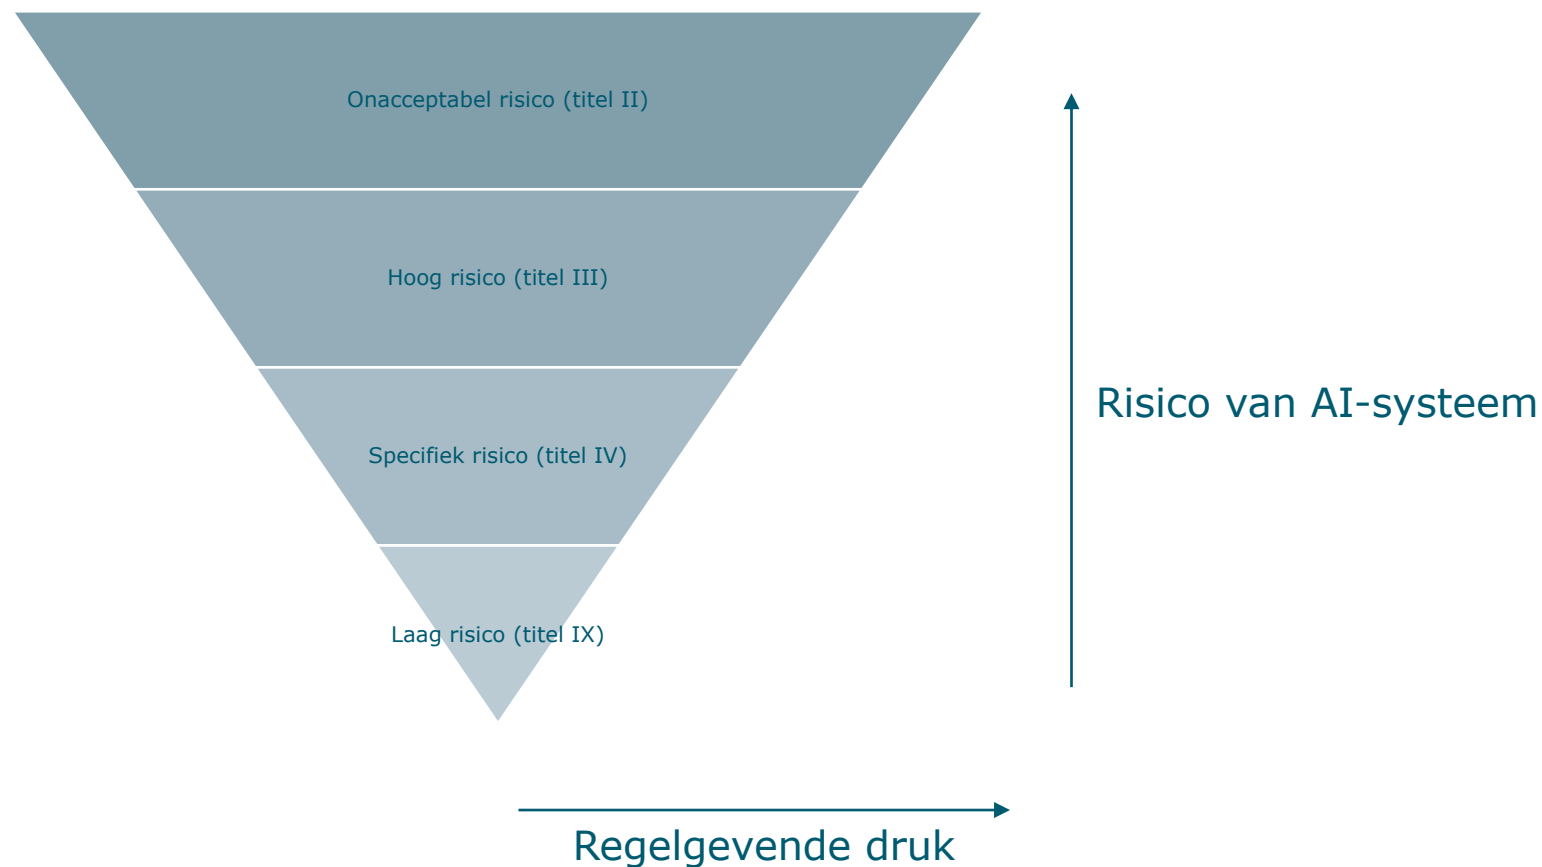 Onacceptabel risico (titel II)
Hoog risico (titel III)
Risico van AI-systeem
Specifiek risico (titel IV)
Laag risico (titel IX)
Regelgevende druk